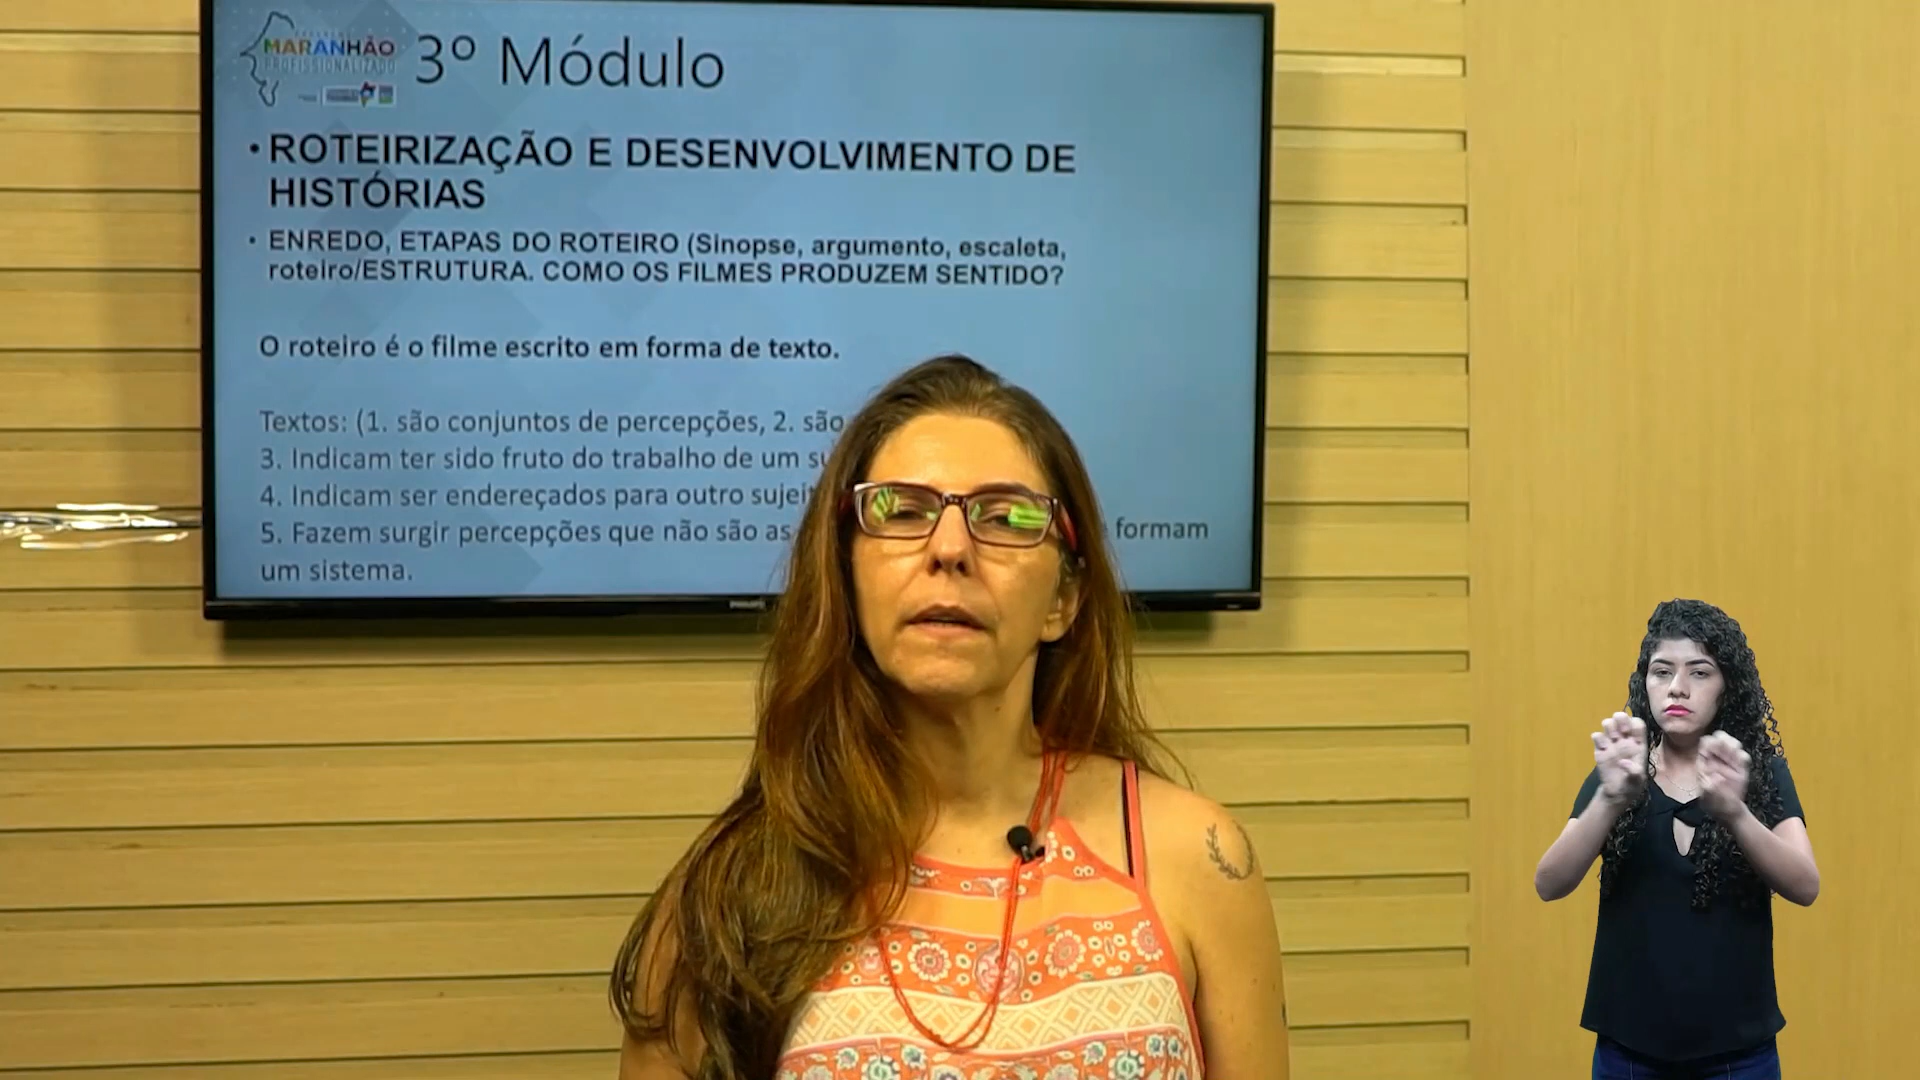 MARANHÃO
PROFISSIONALIZADO
3º Módulo
• ROTEIRIZAÇÃO E DESENVOLVIMENTO DE
HISTÓRIAS
• ENREDO, ETAPAS DO ROTEIRO (Sinopse, argumento, escaleta,
roteiro/ESTRUTURA. COMO OS FILMES PRODUZEM SENTIDO?
O roteiro é o filme escrito em forma de texto.
Textos: (1. são conjuntos de percepções, 2. são
3. Indicam ter sido fruto do trabalho de um
4. Indicam ser endereçados para outro
5. Fazem surgir percepções que não são as formam
um sistema.